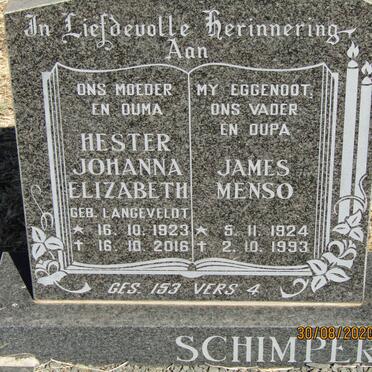 In Liefdevolle Herinnering
Aan
ONS MOEDER
EN OUMA
HESTER
JOHANNA
ELIZABETH
GEB. LANGEVELDT
★ 16. 10. 1923
✝ 16. 10. 2016
MY EGGENOOT,
ONS VADER
EN OUPA
JAMES
MENSO
★ 5. 11. 1924
✝ 2. 10. 1993
GES. 153 VERS 4
SCHIMPER
30/08/2020